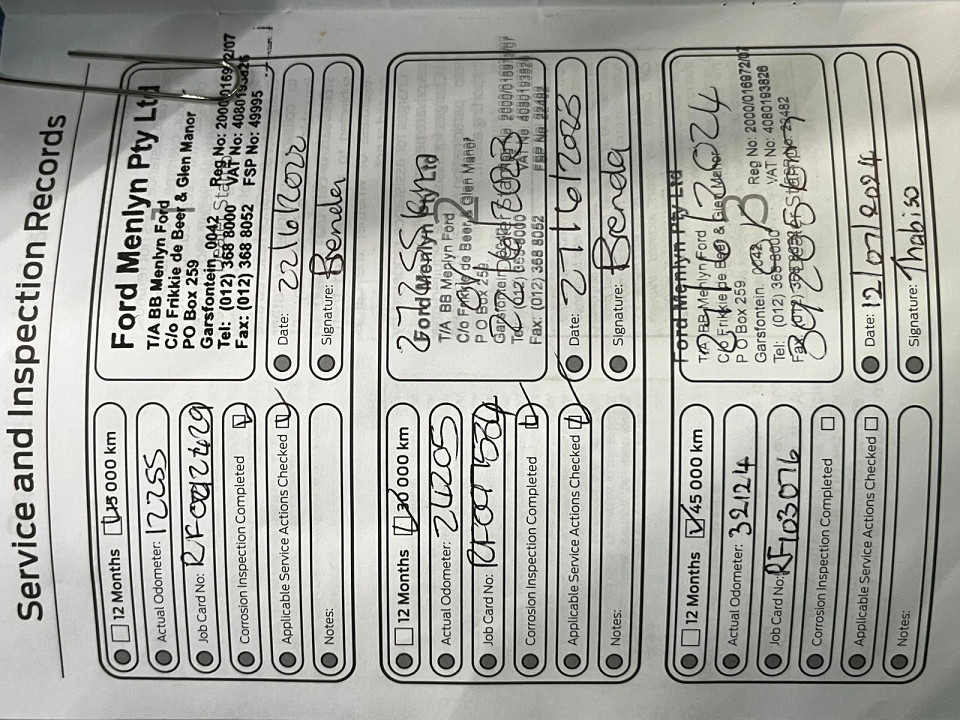 Service and Inspection Records
12 Months 15 000 km
Actual Odometer: 12255
Job Card No: RF0092429
Corrosion Inspection Completed
Applicable Service Actions Checked
Notes:
Ford Menlyn Pty Ltd
T/A BB Menlyn Ford
C/o Frikkie de Beer & Glen Manor
PO Box 259
Garsfontein, 0042 Reg No: 2000/016972/07
Tel: (012) 368 8000 VAT No: 4080193826
Fax: (012) 368 8052 FSP No: 49995
Date: 22/6/2022
Signature: Benda
12 Months 30 000 km
Actual Odometer: 24205
Job Card No:
Corrosion Inspection Completed
Applicable Service Actions Checked
Notes:
Ford Menlyn Pty Ltd
T/A BB Menlyn Ford
C/o Frikkie de Beer & Glen Manor
P O Box 259
2
Fax: (012) 368 8052
Date: 27/6/2023
Signature: Brenda
12 Months 45 000 km
Actual Odometer: 32124
Job Card No: RF103076
Corrosion Inspection Completed
Applicable Service Actions Checked
Notes:
Ford Menlyn Pty Ltd
T/A BB Menlyn Ford
C/o Frikkie de Beer & Glen Manor
P O Box 259
Garsfontein, 0042 Reg No: 2000/016972/07
Tel: (012) 368 8000 VAT No: 4080193826
3
Date: 12/07/2024
Signature: Thabiso